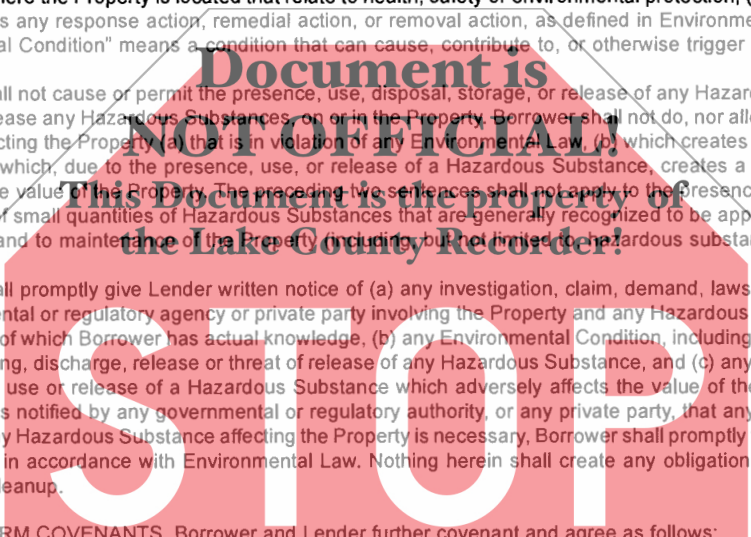 here the Property is located that relate to health, safety or environmental protection; (
s any response action, remedial action, or removal action, as defined in Environme
al Condition" means a condition that can cause, contribute to, or otherwise trigger
Document is
all not cause or permit the presence, use, disposal, storage, or release of any Hazar
ease any Hazardous Substances, on or in the Property. Borrower shall not do, nor all
NOT OFFICIAL!
cting the Property (a) that is in violation of any Environmental Law, (b) which creates
which, due to the presence, use, or release of a Hazardous Substance, creates a
e value of the Property. The preceding two sentences shall not apply to the presenc
This Document is the property of
of small quantities of Hazardous Substances that are generally recognized to be app
and to maintenance of the Property (including, but not limited to, hazardous substa
the Lake County Recorder!
all promptly give Lender written notice of (a) any investigation, claim, demand, laws
ental or regulatory agency or private party involving the Property and any Hazardous
of which Borrower has actual knowledge, (b) any Environmental Condition, including
ng, discharge, release or threat of release of any Hazardous Substance, and (c) any
use or release of a Hazardous Substance which adversely affects the value of the
s notified by any governmental or regulatory authority, or any private party, that any
y Hazardous Substance affecting the Property is necessary, Borrower shall promptly
in accordance with Environmental Law. Nothing herein shall create any obligation
leanup.
STOP
RM COVENANTS. Borrower and Lender further covenant and agree as follows: